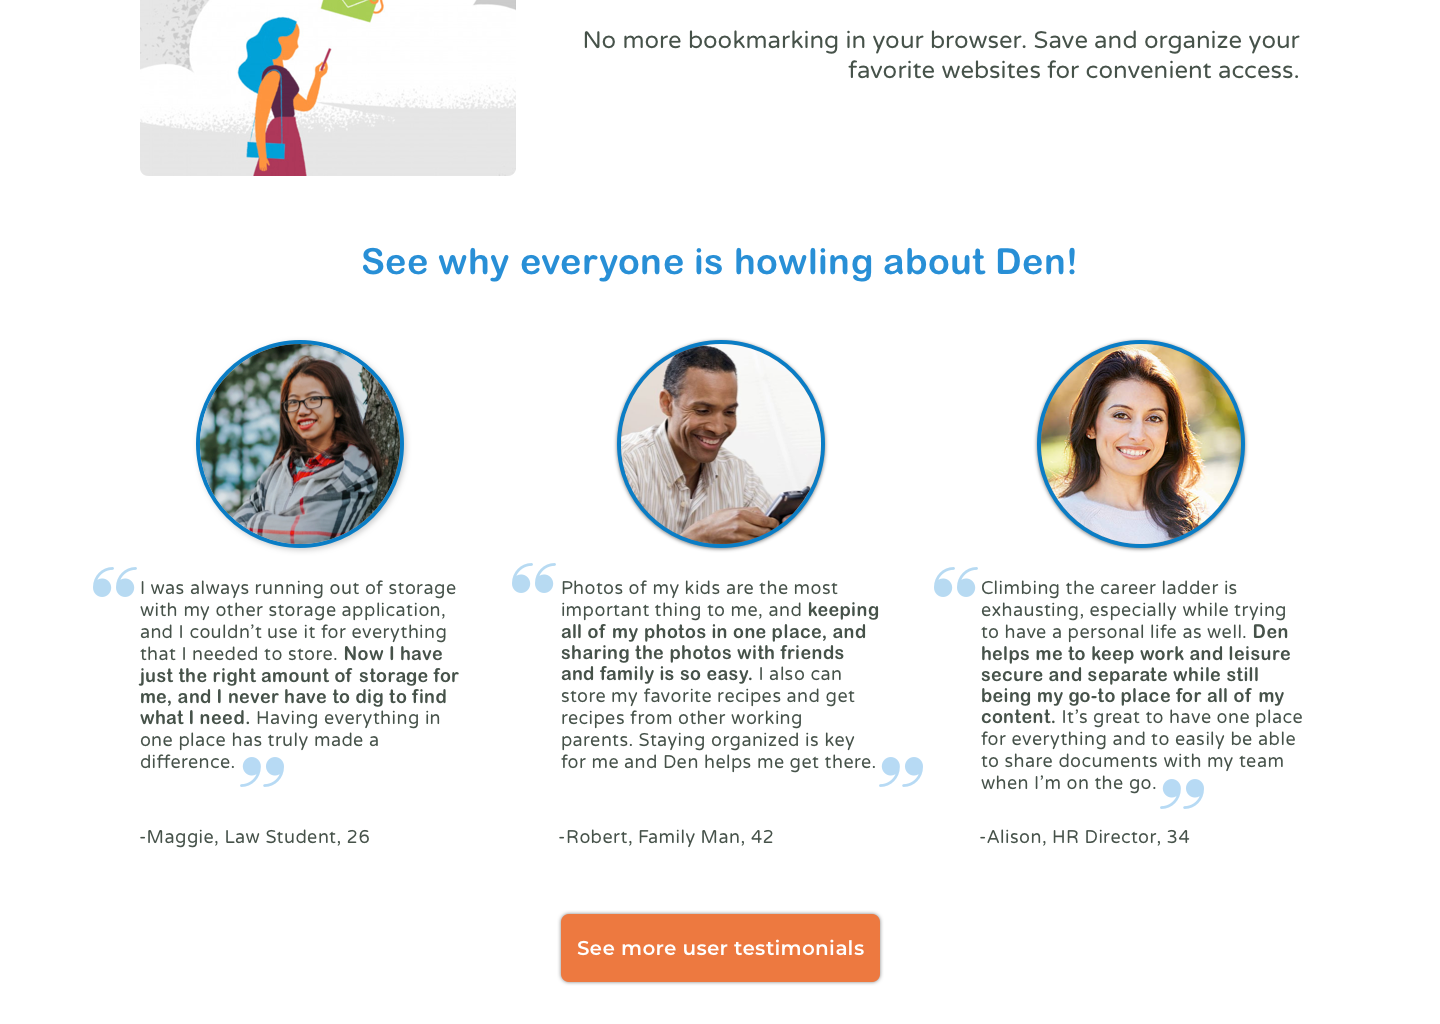 No more bookmarking in your browser. Save and organize your
favorite websites for convenient access.
See why everyone is howling about Den!
“I was always running out of storage
with my other storage application,
and I couldn’t use it for everything
that I needed to store. Now I have
just the right amount of storage for
me, and I never have to dig to find
what I need. Having everything in
one place has truly made a
difference.”
-Maggie, Law Student, 26
“Photos of my kids are the most
important thing to me, and keeping
all of my photos in one place, and
sharing the photos with friends
and family is so easy. I also can
store my favorite recipes and get
recipes from other working
parents. Staying organized is key
for me and Den helps me get there.”
-Robert, Family Man, 42
“Climbing the career ladder is
exhausting, especially while trying
to have a personal life as well. Den
helps me to keep work and leisure
secure and separate while still
being my go-to place for all of my
content. It’s great to have one place
for everything and to easily be able
to share documents with my team
when I’m on the go.”
-Alison, HR Director, 34
See more user testimonials